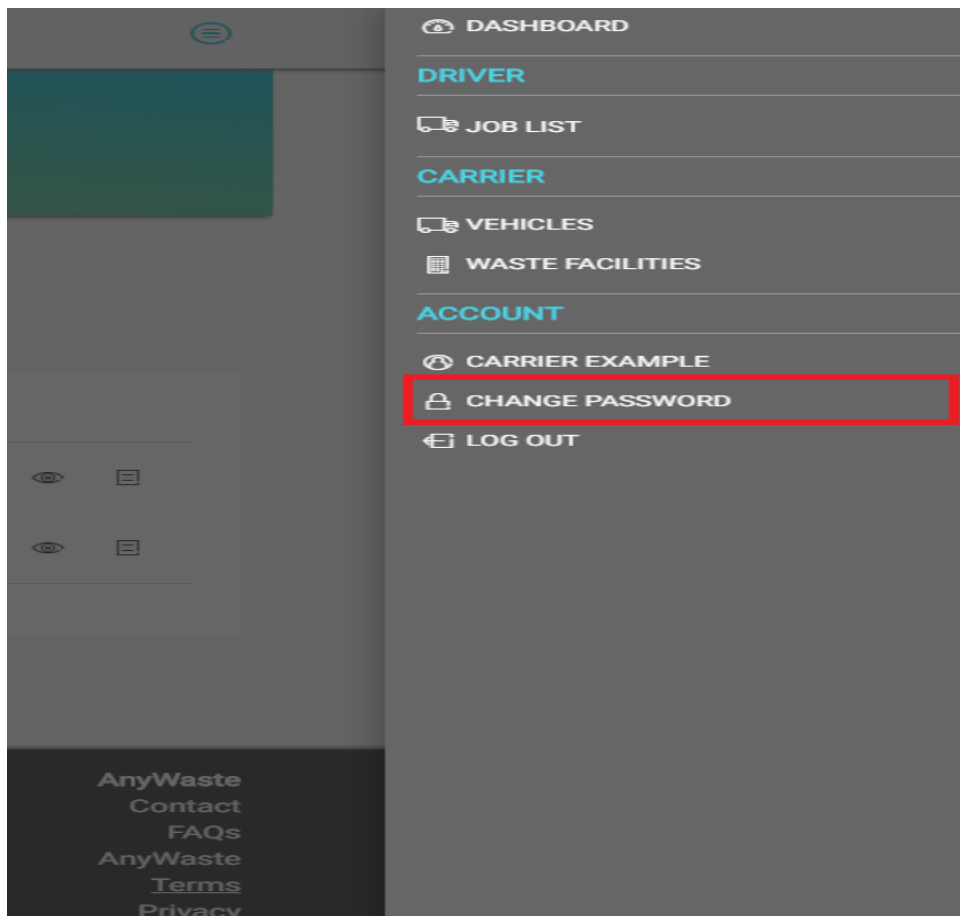 DASHBOARD
DRIVER
JOB LIST
CARRIER
VEHICLES
WASTE FACILITIES
ACCOUNT
CARRIER EXAMPLE
CHANGE PASSWORD
LOG OUT
AnyWaste
Contact
FAQs
AnyWaste
Terms
Privacy